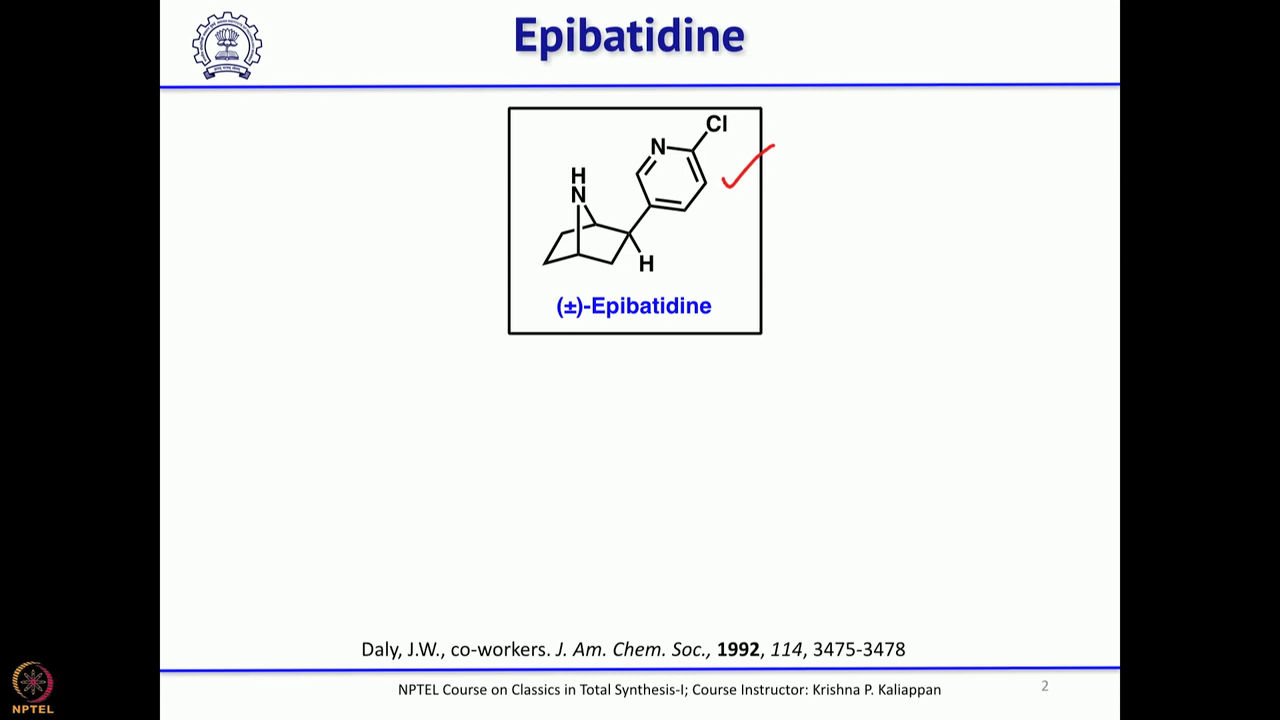 Epibatidine
Cl
N
H
N
H
(±)-Epibatidine
Daly, J.W., co-workers. J. Am. Chem. Soc., 1992, 114, 3475-3478
NPTEL Course on Classics in Total Synthesis-I; Course Instructor: Krishna P. Kaliappan
2
NPTEL